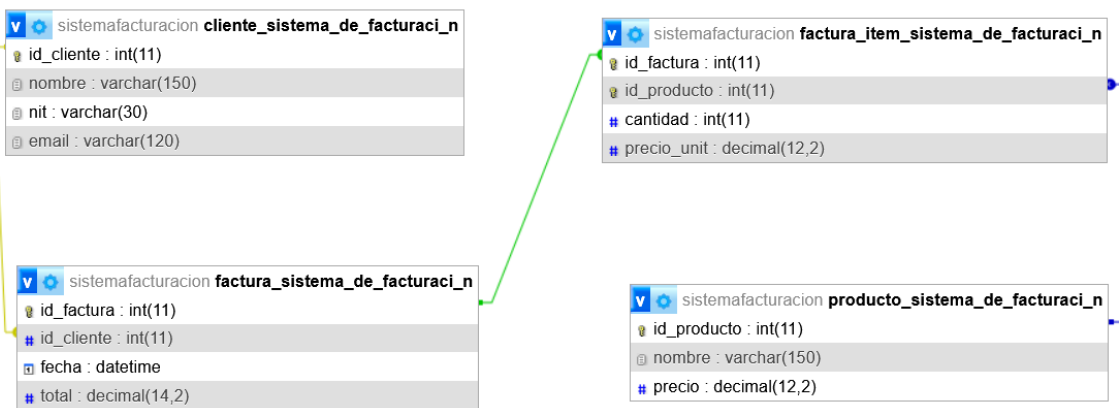 v sistemafacturacion cliente_sistema_de_facturaci_n
id_cliente : int(11)
nombre : varchar(150)
nit : varchar(30)
email : varchar(120)
v sistemafacturacion factura_item_sistema_de_facturaci_n
id_factura : int(11)
id_producto : int(11)
# cantidad : int(11)
# precio_unit : decimal(12,2)
v sistemafacturacion factura_sistema_de_facturaci_n
id_factura : int(11)
# id_cliente : int(11)
fecha : datetime
# total : decimal(14,2)
v sistemafacturacion producto_sistema_de_facturaci_n
id_producto : int(11)
nombre : varchar(150)
# precio : decimal(12,2)